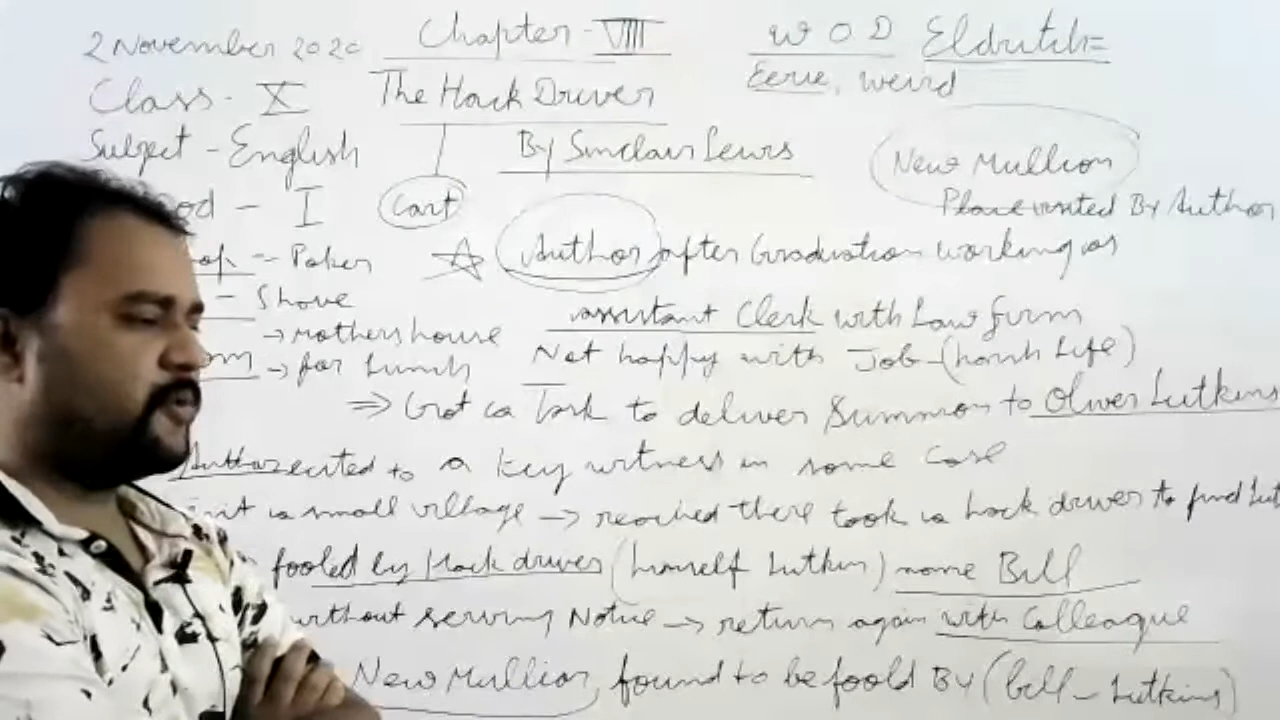 2 November 2020 Chapter - VIII W O D Eldritch=
Class - X The Hack Driver Eerie, weird
Subject - English By Sinclair Lewis New Mullion
od - I Cart Place visited By Author
- Poker Author after Graduation working as
- Shove assistant Clerk with Law firm
→ mothers house Not happy with Job - (harsh Life)
→ for Lunch
⇒ Got a Task to deliver Summon to Oliver Lutkins
to a key witness in some Case
small village → reached there took a hack driver to find Lut
fooled by Hack driver (himself Lutkin) name Bill
without serving Notice → return again with Colleague
New Mullion, found to be foold By (bill - Lutkins)